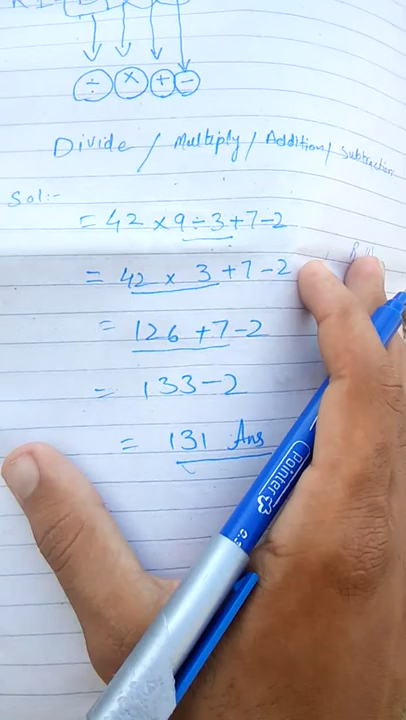 ÷ × + −
Divide / Multiply / Addition / Subtraction
Sol:-
= 42 × 9 ÷ 3 + 7 - 2
= 42 × 3 + 7 - 2
= 126 + 7 - 2
= 133 - 2
= 131 Ans
Pointer